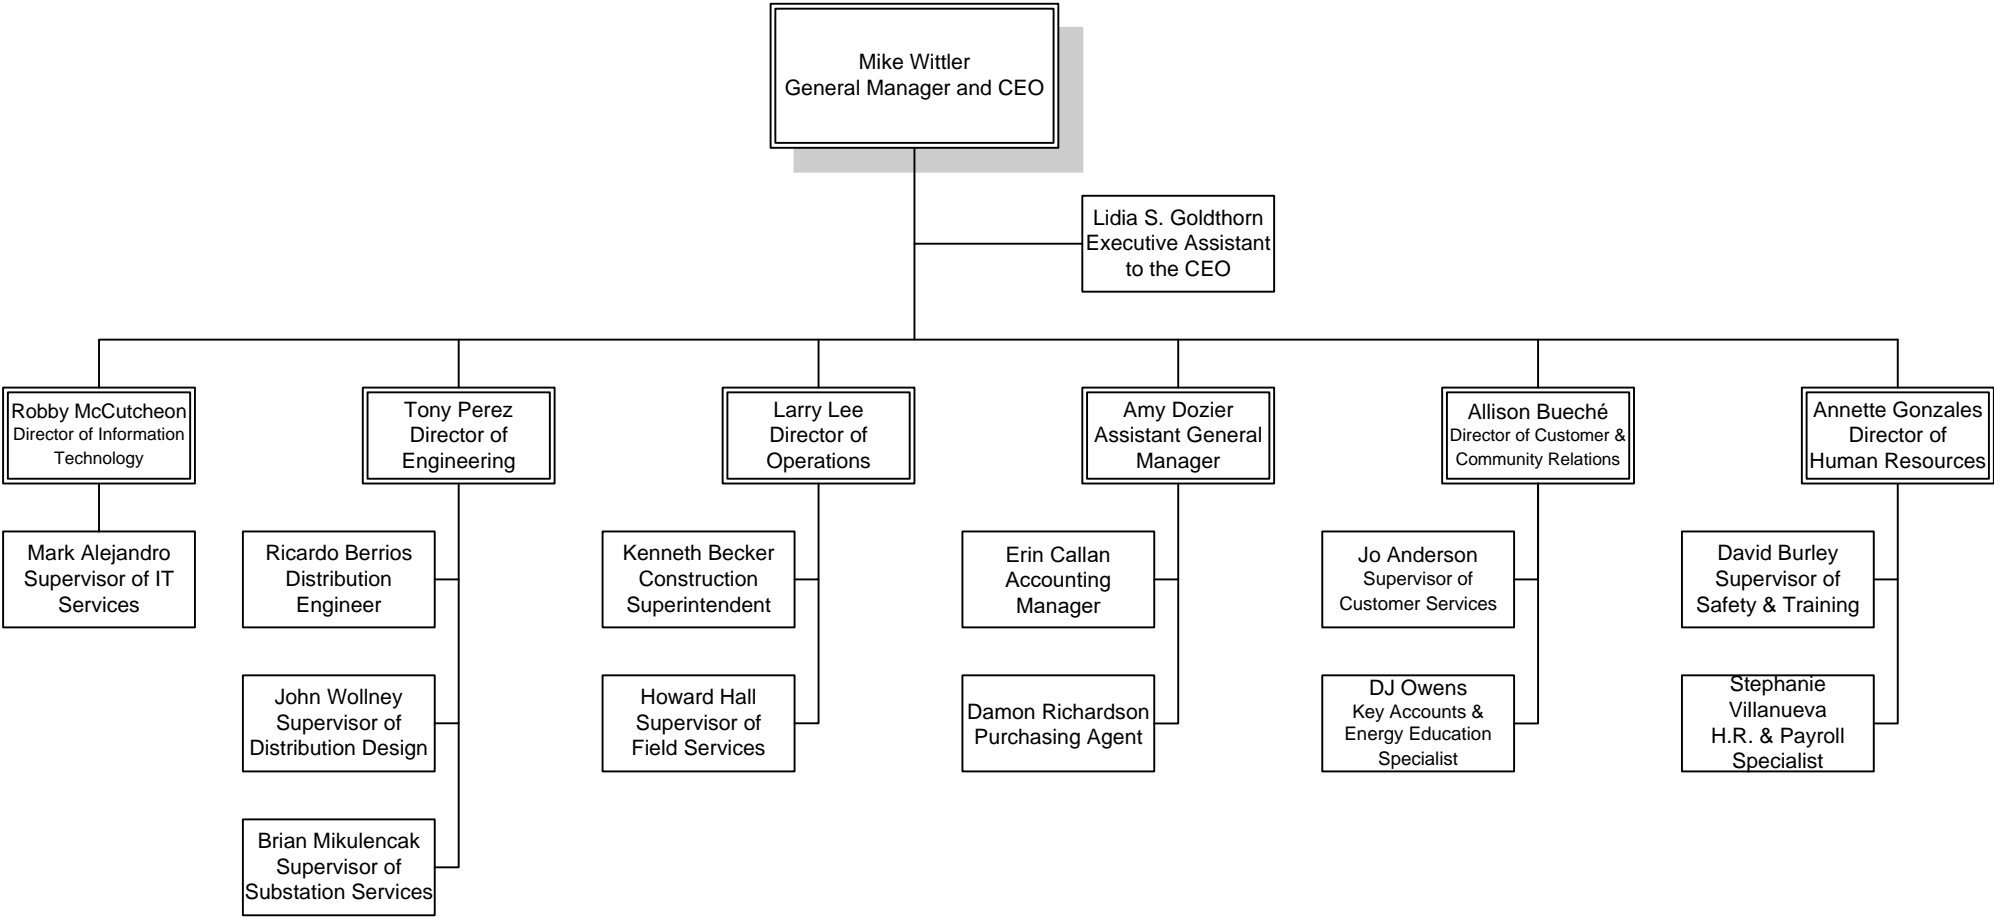 Mike Wittler
General Manager and CEO
Lidia S. Goldthorn
Executive Assistant
to the CEO
Robby McCutcheon
Director of Information
Technology
Tony Perez
Director of
Engineering
Larry Lee
Director of
Operations
Amy Dozier
Assistant General
Manager
Allison Bueché
Director of Customer &
Community Relations
Annette Gonzales
Director of
Human Resources
Mark Alejandro
Supervisor of IT
Services
Ricardo Berrios
Distribution
Engineer
Kenneth Becker
Construction
Superintendent
Erin Callan
Accounting
Manager
Jo Anderson
Supervisor of
Customer Services
David Burley
Supervisor of
Safety & Training
John Wollney
Supervisor of
Distribution Design
Howard Hall
Supervisor of
Field Services
Damon Richardson
Purchasing Agent
DJ Owens
Key Accounts &
Energy Education
Specialist
Stephanie
Villanueva
H.R. & Payroll
Specialist
Brian Mikulencak
Supervisor of
Substation Services